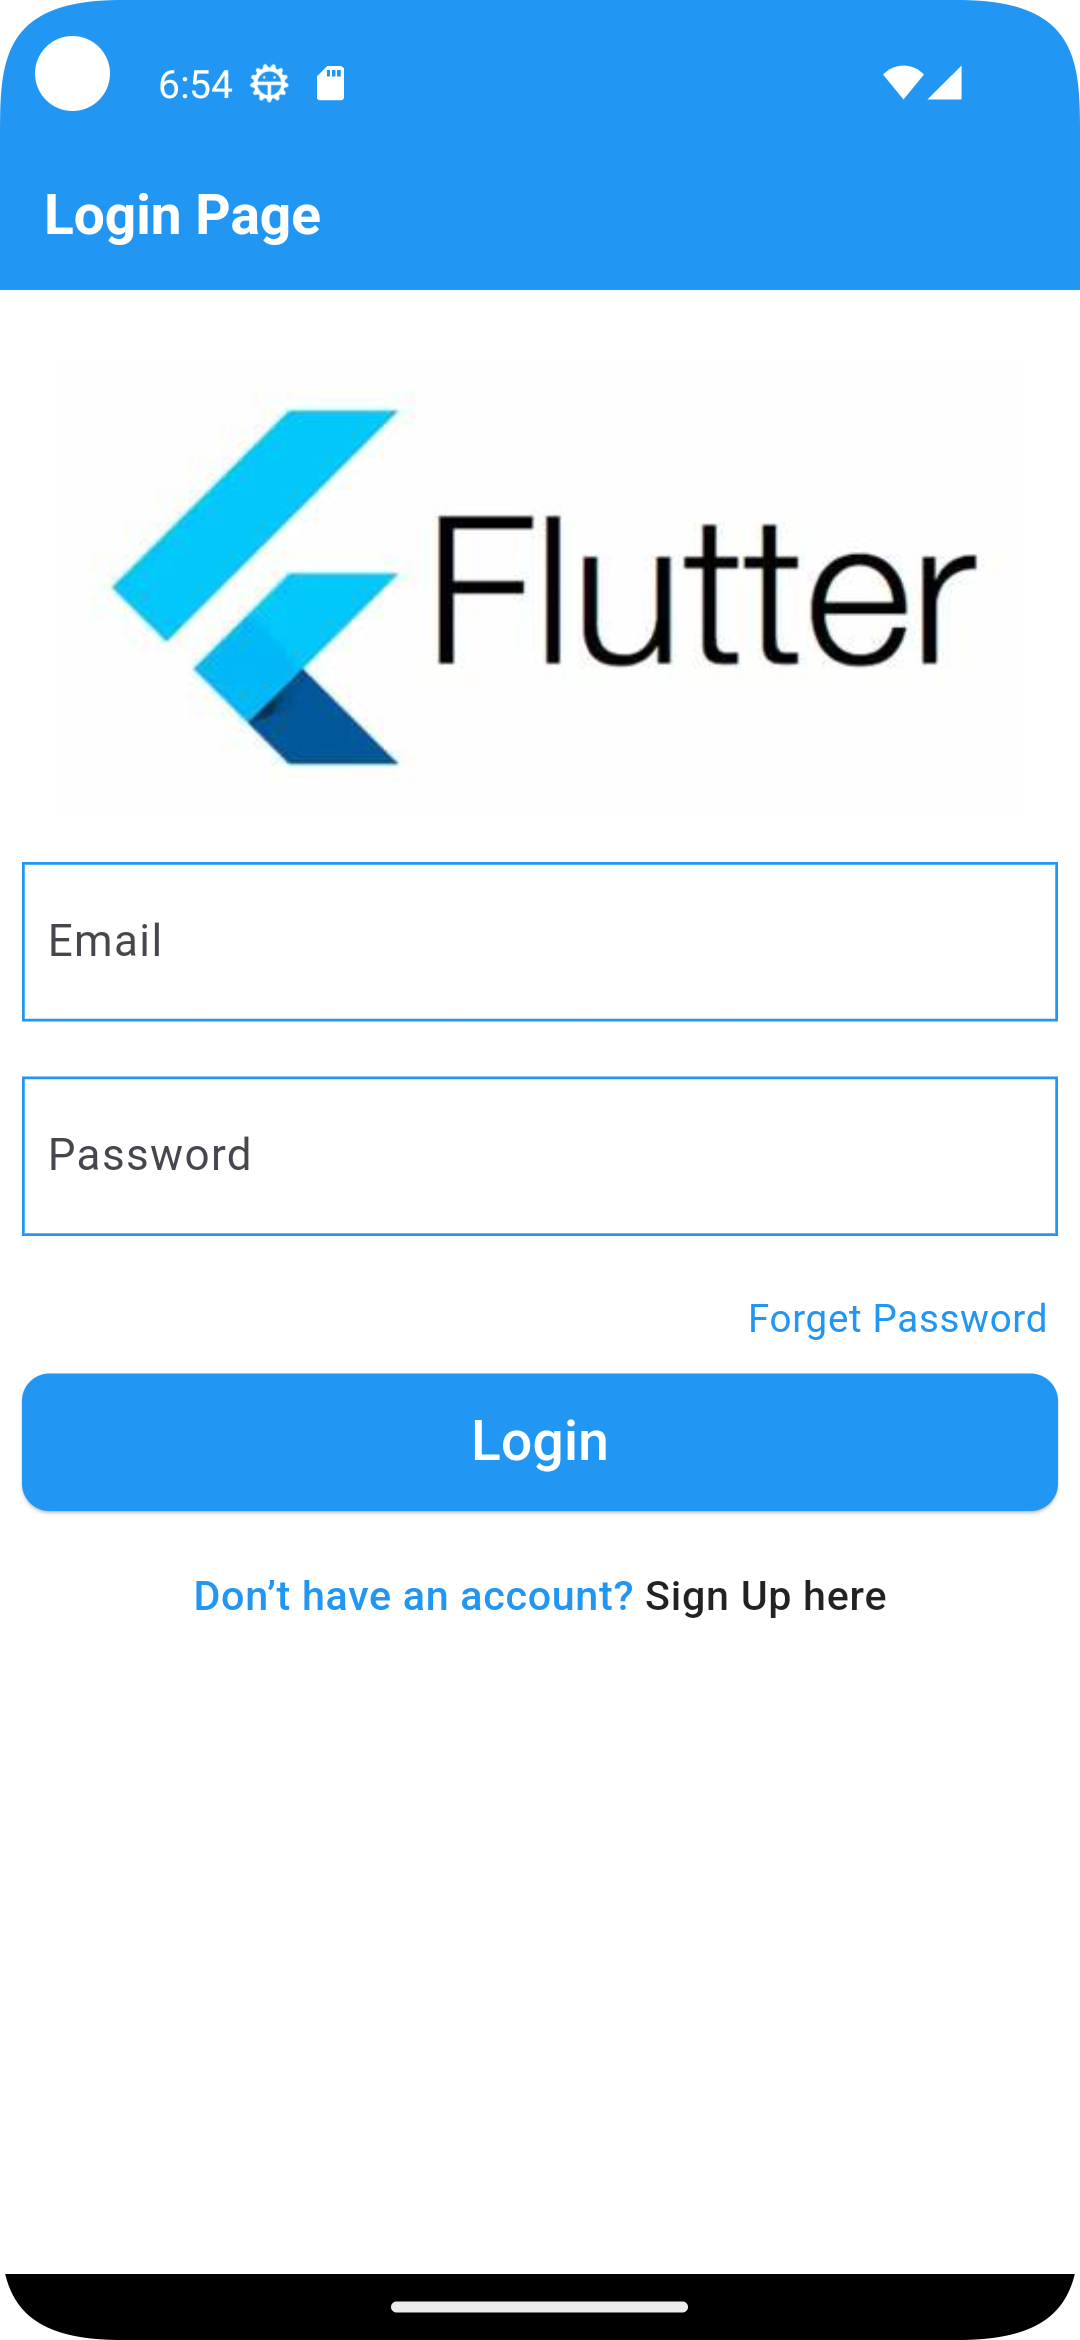 6:54
Login Page
Flutter
Email
Password
Forget Password
Login
Don’t have an account? Sign Up here